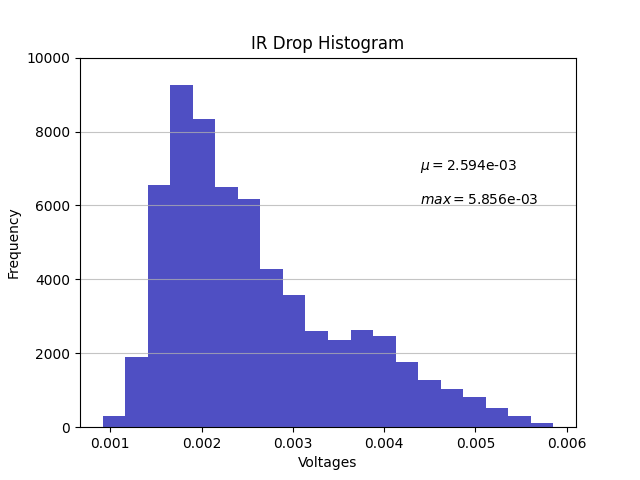 IR Drop Histogram
10000
8000
6000
4000
2000
0
Frequency
μ = 2.594e-03
max = 5.856e-03
0.001 0.002 0.003 0.004 0.005 0.006
Voltages